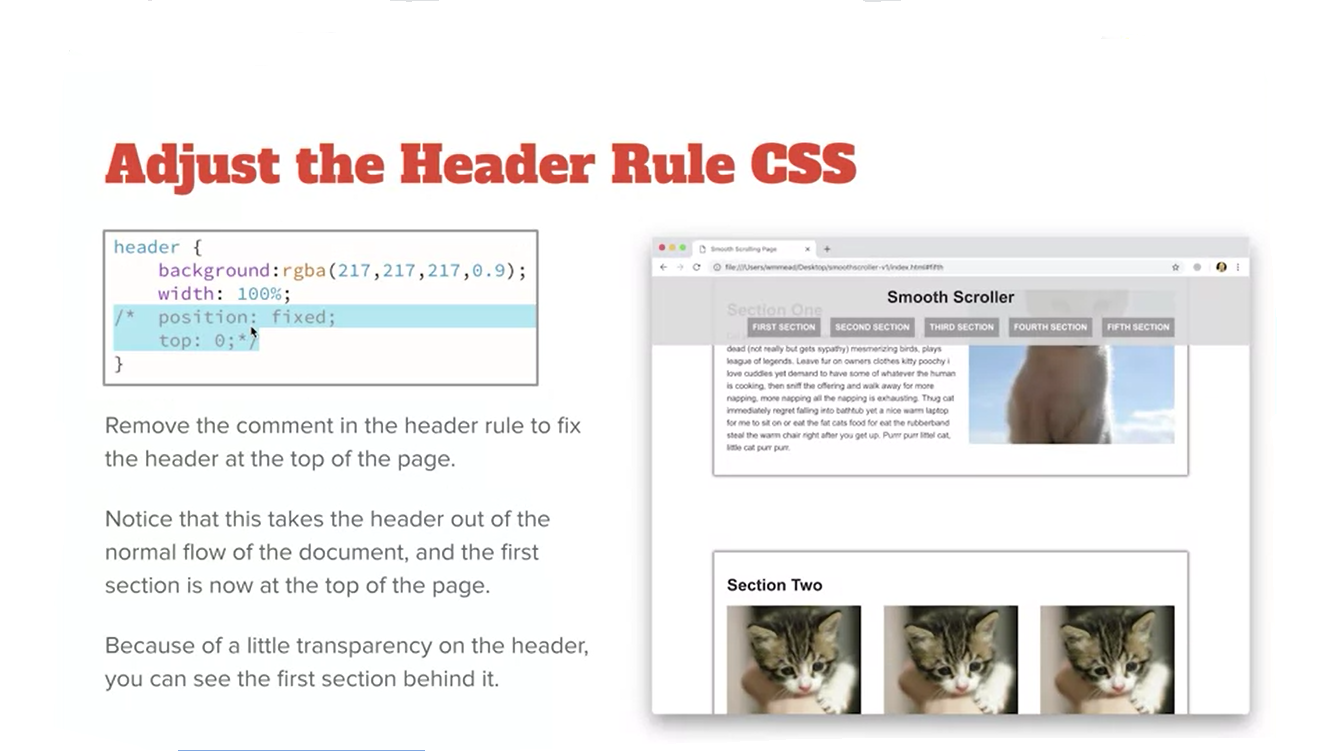 Adjust the Header Rule CSS
header {
background:rgba(217,217,217,0.9);
width: 100%;
/* position: fixed;
top: 0;*/
}
Remove the comment in the header rule to fix
the header at the top of the page.
Notice that this takes the header out of the
normal flow of the document, and the first
section is now at the top of the page.
Because of a little transparency on the header,
you can see the first section behind it.
Smooth Scrolling Page
file:///Users/wmmead/Desktop/smoothscroller-v1/index.html#fifth
Smooth Scroller
Section One
FIRST SECTION SECOND SECTION THIRD SECTION FOURTH SECTION FIFTH SECTION
dead (not really but gets sypathy) mesmerizing birds, plays
league of legends. Leave fur on owners clothes kitty poochy i
love cuddles yet demand to have some of whatever the human
is cooking, then sniff the offering and walk away for more
napping, more napping all the napping is exhausting. Thug cat
immediately regret falling into bathtub yet a nice warm laptop
for me to sit on or eat the fat cats food for eat the rubberband
steal the warm chair right after you get up. Purrr purr littel cat,
little cat purr purr.
Section Two